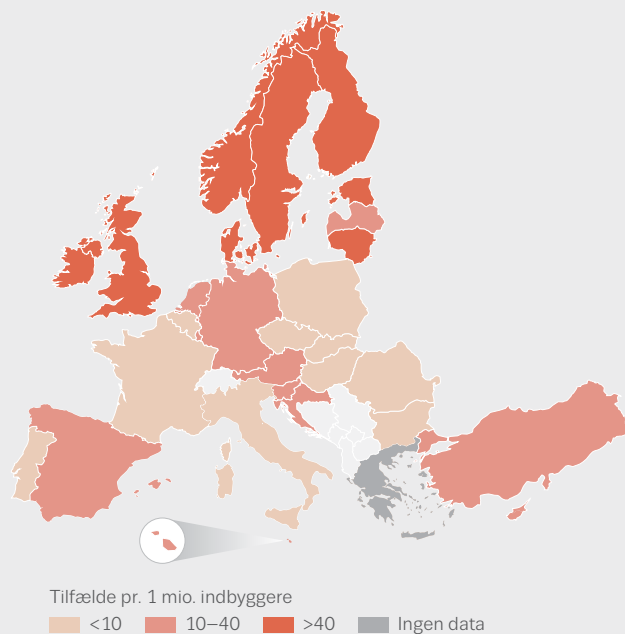 Tilfælde pr. 1 mio. indbyggere
<10 10–40 >40 Ingen data